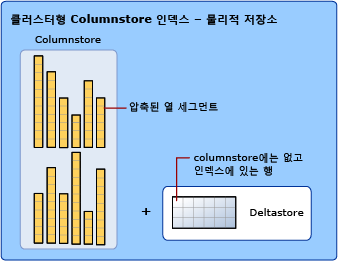 클러스터형 Columnstore 인덱스 – 물리적 저장소
Columnstore
압축된 열 세그먼트
columnstore에는 없고
인덱스에 있는 행
+
Deltastore